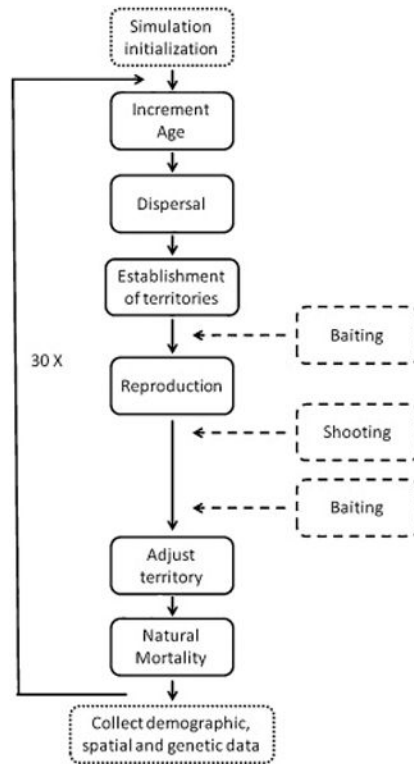 Simulation
initialization
Increment
Age
Dispersal
Establishment
of territories
Baiting
30 X
Reproduction
Shooting
Baiting
Adjust
territory
Natural
Mortality
Collect demographic,
spatial and genetic data